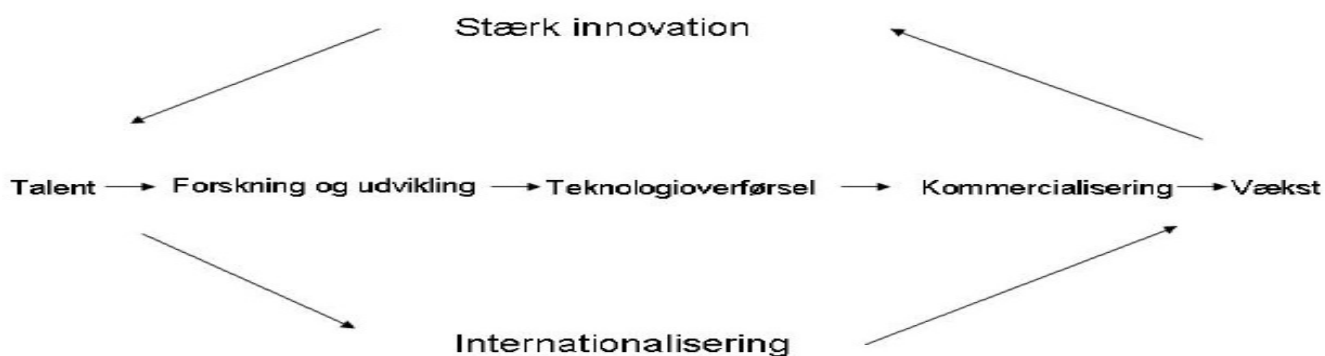 Stærk innovation
Talent Forskning og udvikling Teknologioverførsel Kommercialisering Vækst
Internationalisering